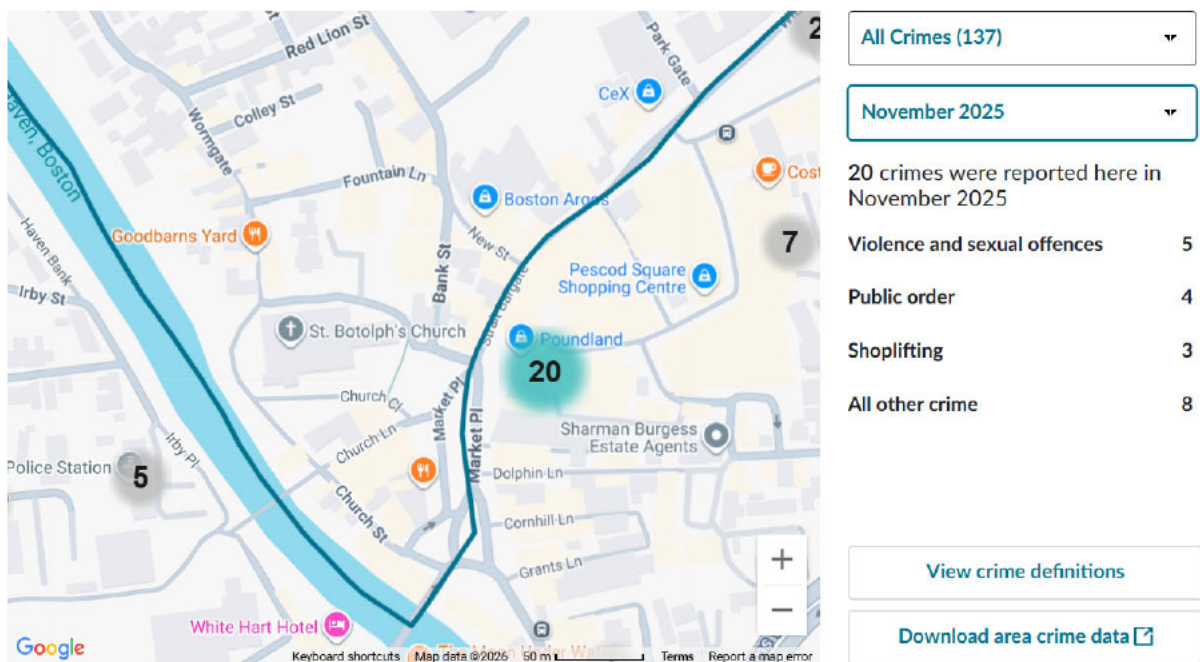 Red Lion St
Park Gate
2
CeX
Colley St
Wormgate
Haven, Boston
Fountain Ln
Boston Argos
Cost
Haven Bank
Goodbarns Yard
New St
Bank St
7
Pescod Square
Shopping Centre
Irby St
Strait Bargate
St. Botolph's Church
Poundland
20
Church Cl
Market Pl
Market Pl
Church Ln
Sharman Burgess
Estate Agents
Irby Pl
Police Station
5
Dolphin Ln
Church St
Cornhill Ln
Grants Ln
White Hart Hotel
Google
Keyboard shortcuts
Map data ©2026
50 m
Terms
Report a map error
+
−
All Crimes (137)
November 2025
20 crimes were reported here in
November 2025
Violence and sexual offences 5
Public order 4
Shoplifting 3
All other crime 8
View crime definitions
Download area crime data